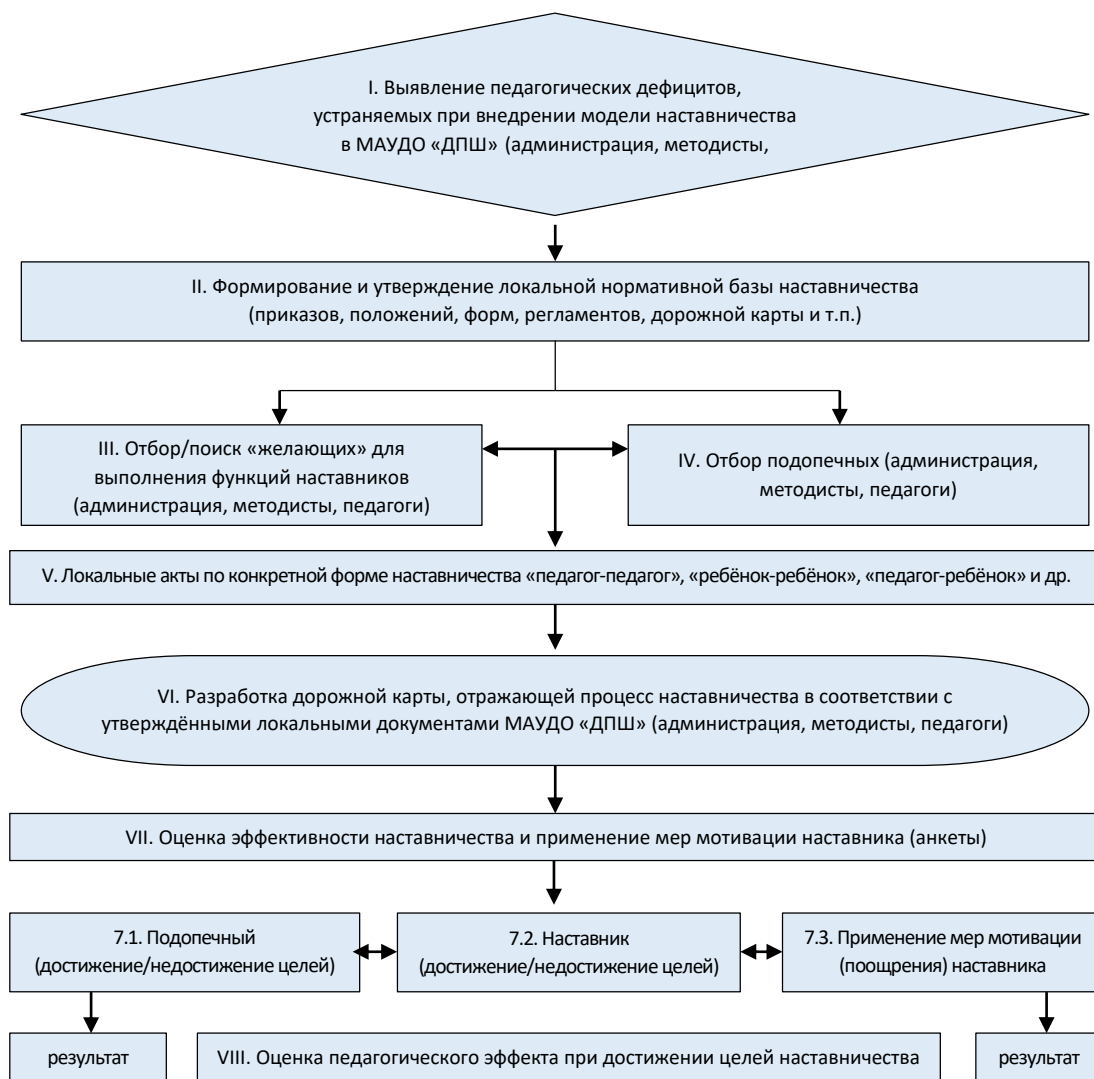 I. Выявление педагогических дефицитов,
устраняемых при внедрении модели наставничества
в МАУДО «ДПШ» (администрация, методисты,
II. Формирование и утверждение локальной нормативной базы наставничества
(приказов, положений, форм, регламентов, дорожной карты и т.п.)
III. Отбор/поиск «желающих» для
выполнения функций наставников
(администрация, методисты, педагоги)
IV. Отбор подопечных (администрация,
методисты, педагоги)
V. Локальные акты по конкретной форме наставничества «педагог-педагог», «ребёнок-ребёнок», «педагог-ребёнок» и др.
VI. Разработка дорожной карты, отражающей процесс наставничества в соответствии с
утверждёнными локальными документами МАУДО «ДПШ» (администрация, методисты, педагоги)
VII. Оценка эффективности наставничества и применение мер мотивации наставника (анкеты)
7.1. Подопечный
(достижение/недостижение целей)
7.2. Наставник
(достижение/недостижение целей)
7.3. Применение мер мотивации
(поощрения) наставника
результат
VIII. Оценка педагогического эффекта при достижении целей наставничества
результат